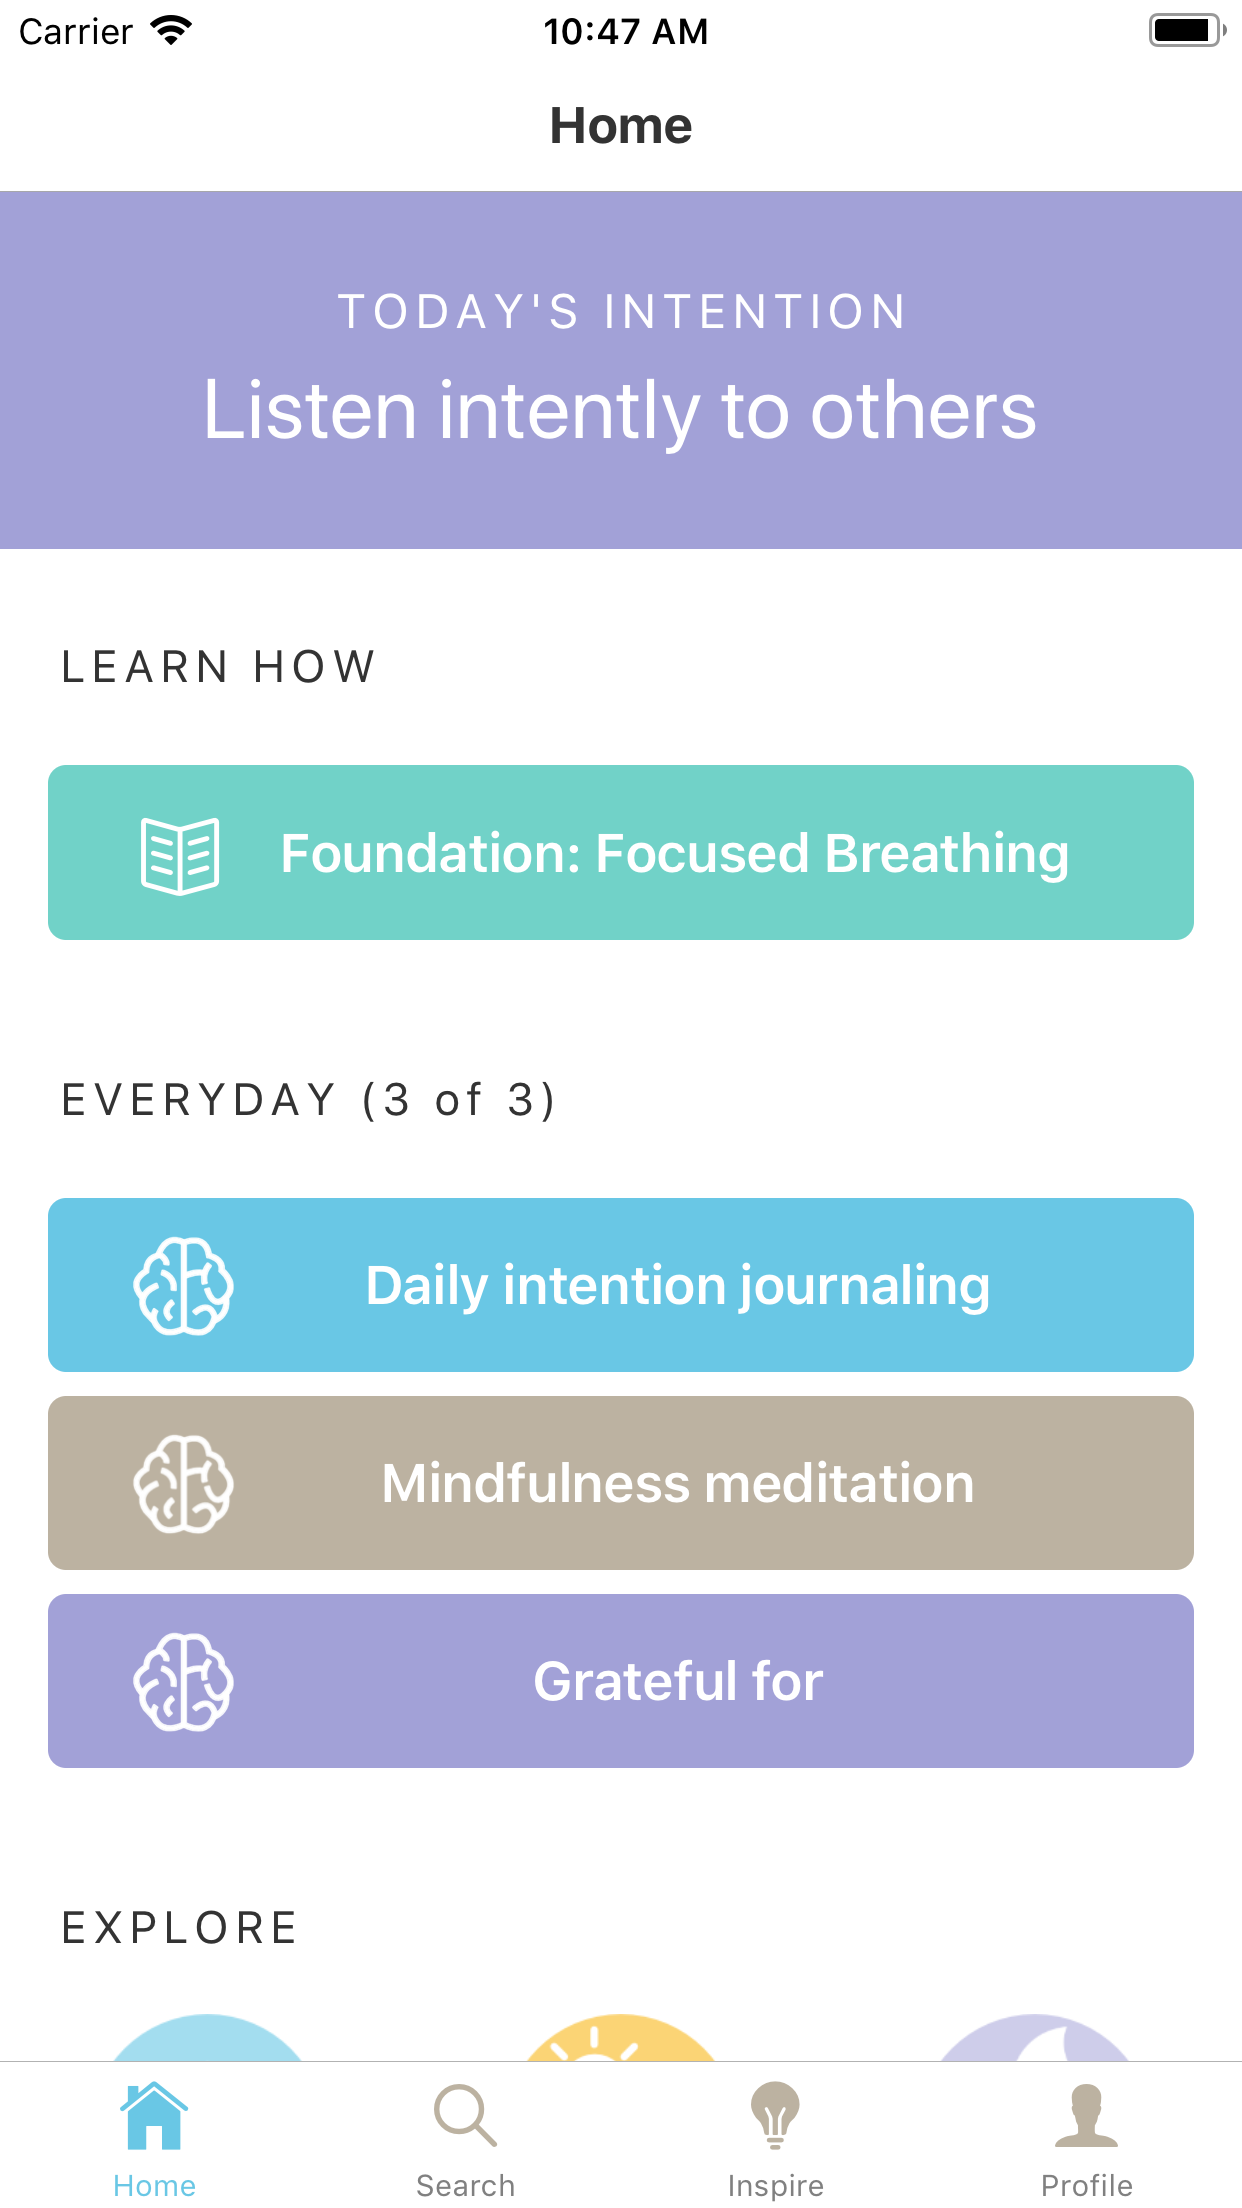 Carrier 10:47 AM
Home
TODAY'S INTENTION
Listen intently to others
LEARN HOW
Foundation: Focused Breathing
EVERYDAY (3 of 3)
Daily intention journaling
Mindfulness meditation
Grateful for
EXPLORE
Home Search Inspire Profile